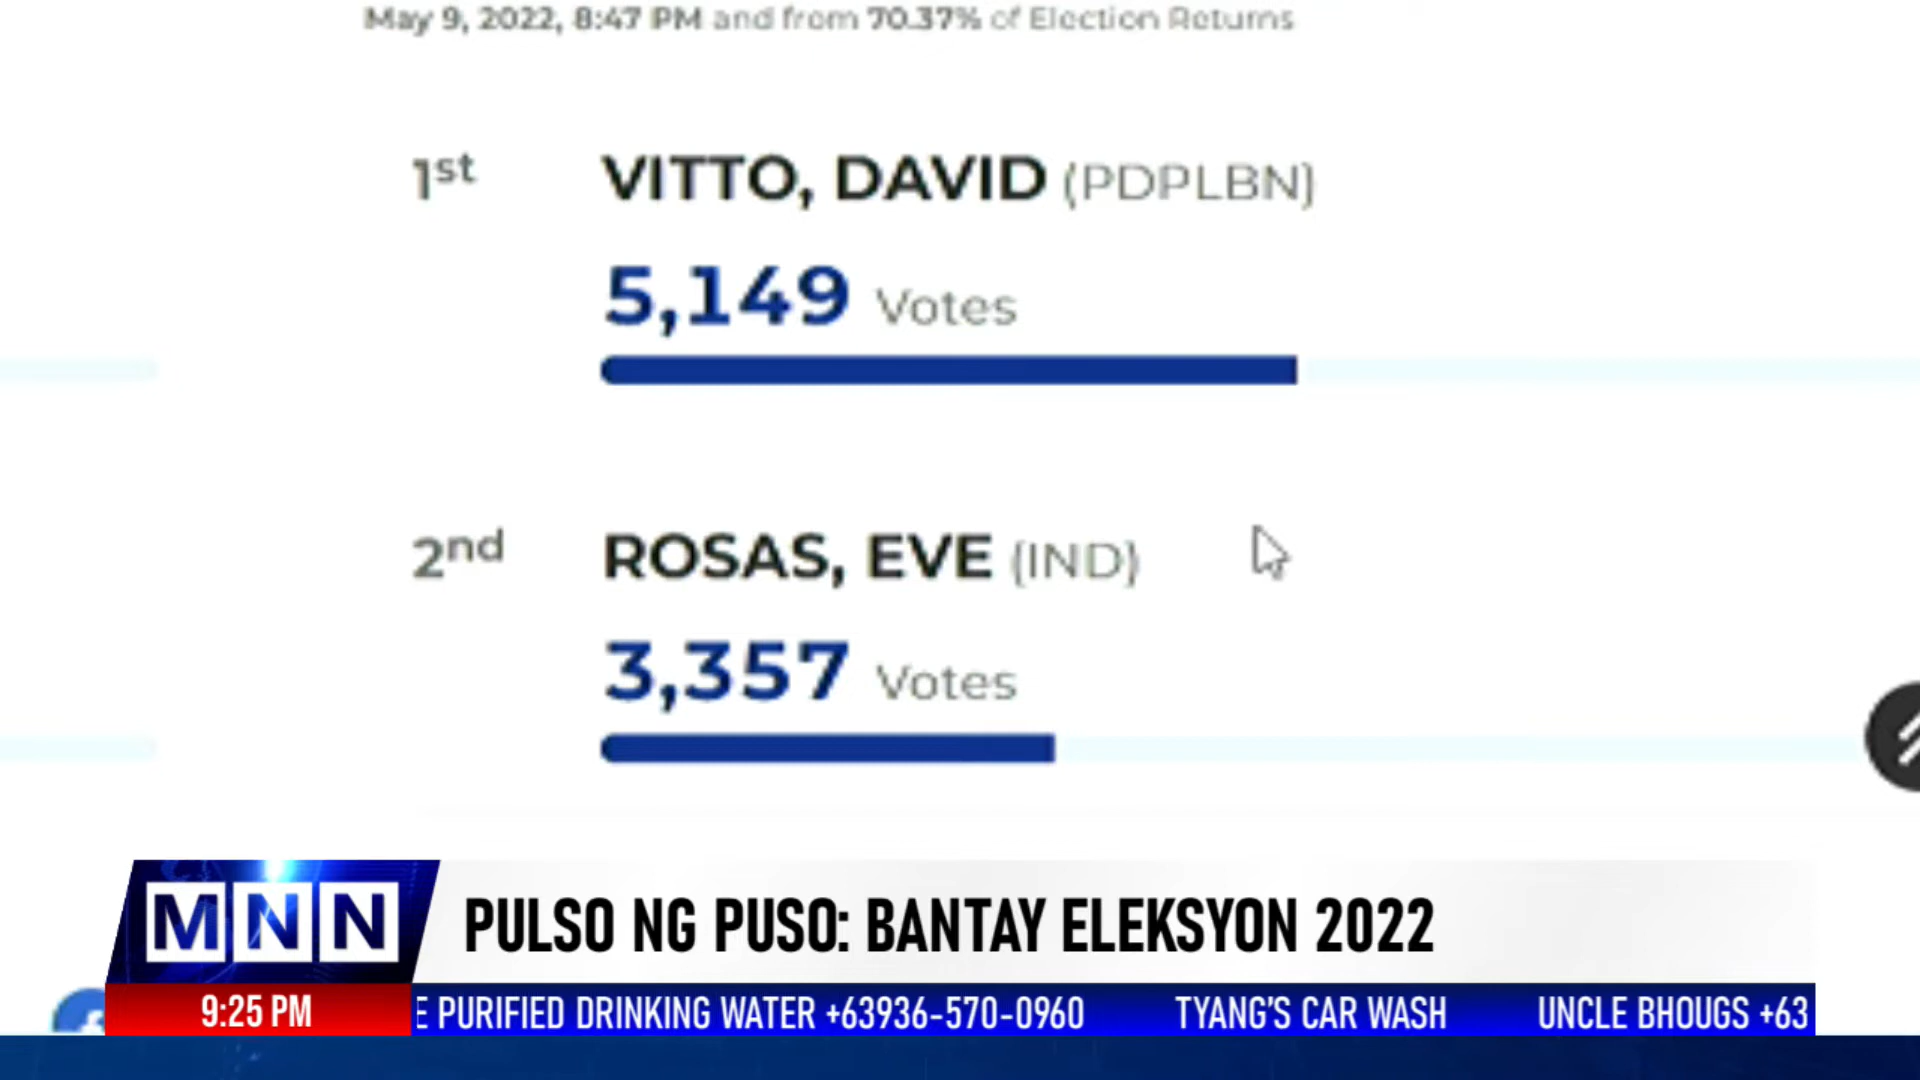 May 9, 2022, 8:47 PM and from 70.37% of Election Returns
1st VITTO, DAVID (PDPLBN)
5,149 Votes
2nd ROSAS, EVE (IND)
3,357 Votes
MNN PULSO NG PUSO: BANTAY ELEKSYON 2022
9:25 PM E PURIFIED DRINKING WATER +63936-570-0960 TYANG'S CAR WASH UNCLE BHOUGS +63